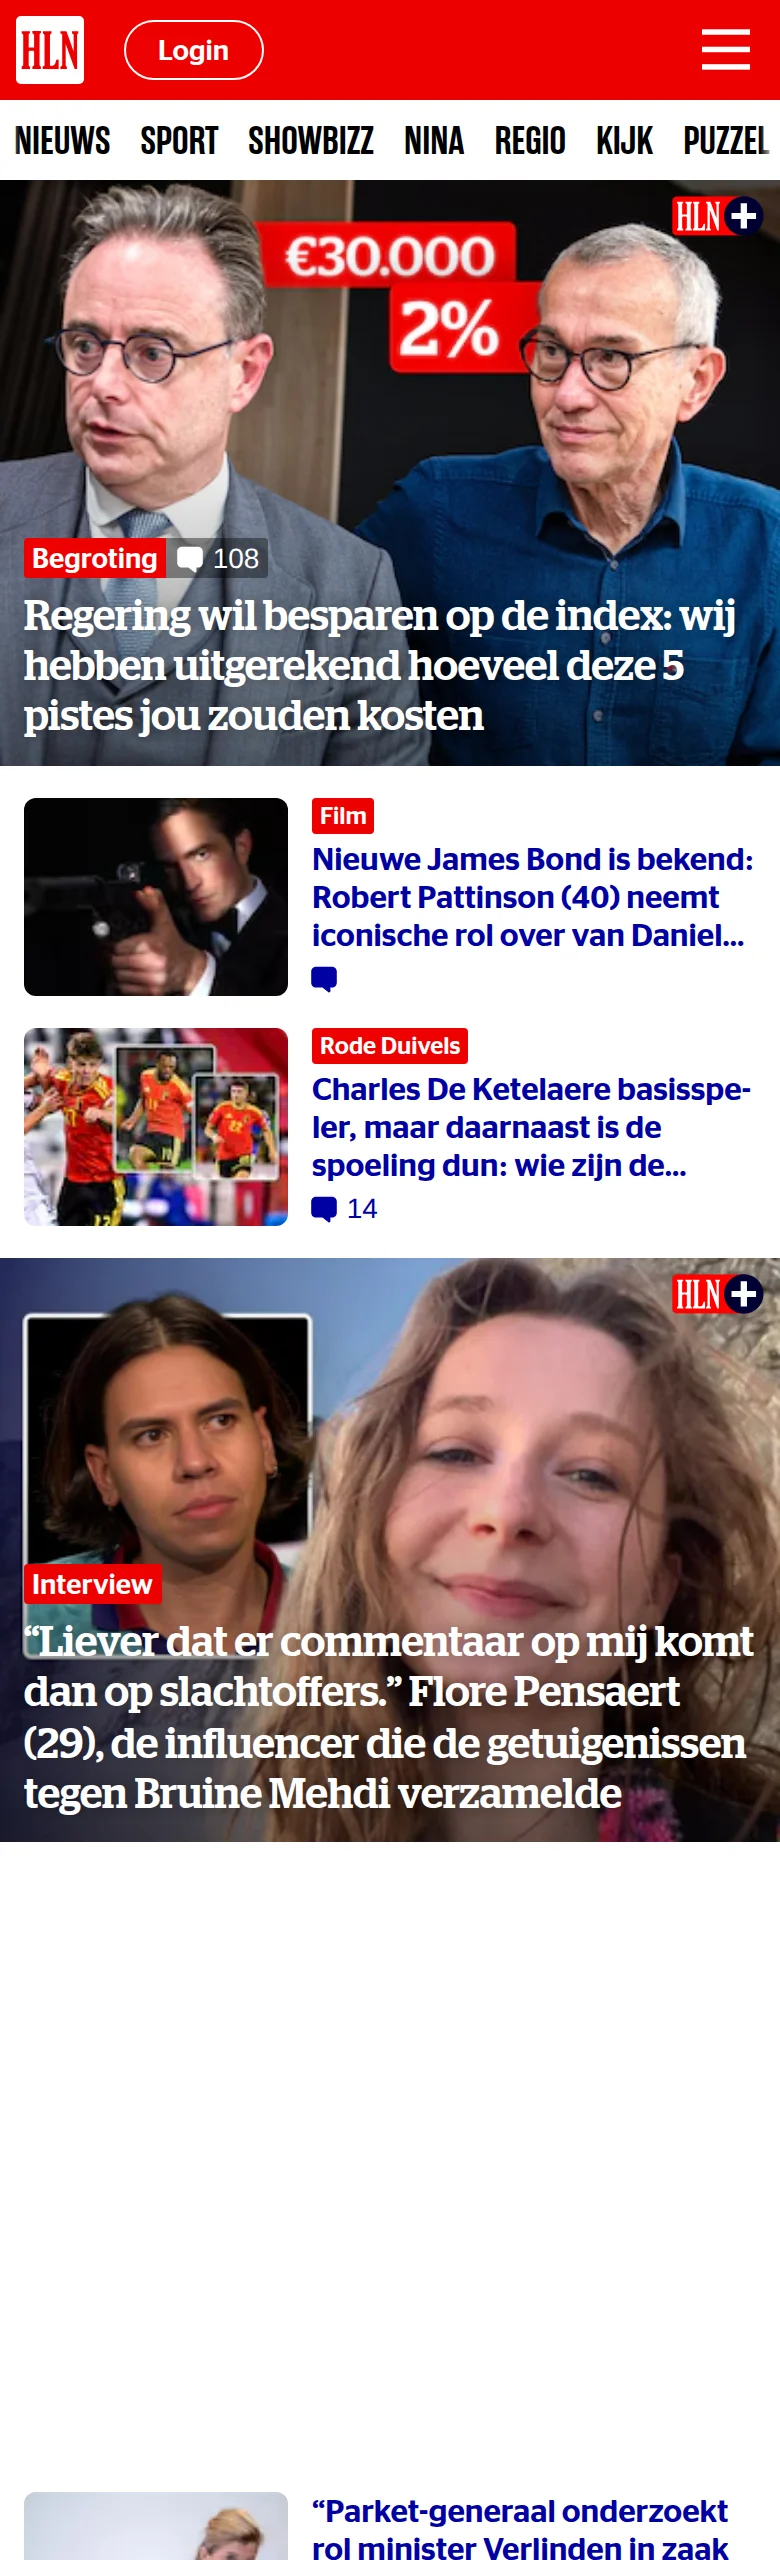 HLN
Login
NIEUWS SPORT SHOWBIZZ NINA REGIO KIJK PUZZEL
HLN+
€30.000
2%
Begroting 108
Regering wil besparen op de index: wij
hebben uitgerekend hoeveel deze 5
pistes jou zouden kosten
Film
Nieuwe James Bond is bekend:
Robert Pattinson (40) neemt
iconische rol over van Daniel...
Rode Duivels
Charles De Ketelaere basisspe-
ler, maar daarnaast is de
spoeling dun: wie zijn de...
14
HLN+
Interview
“Liever dat er commentaar op mij komt
dan op slachtoffers.” Flore Pensaert
(29), de influencer die de getuigenissen
tegen Bruine Mehdi verzamelde
“Parket-generaal onderzoekt
rol minister Verlinden in zaak